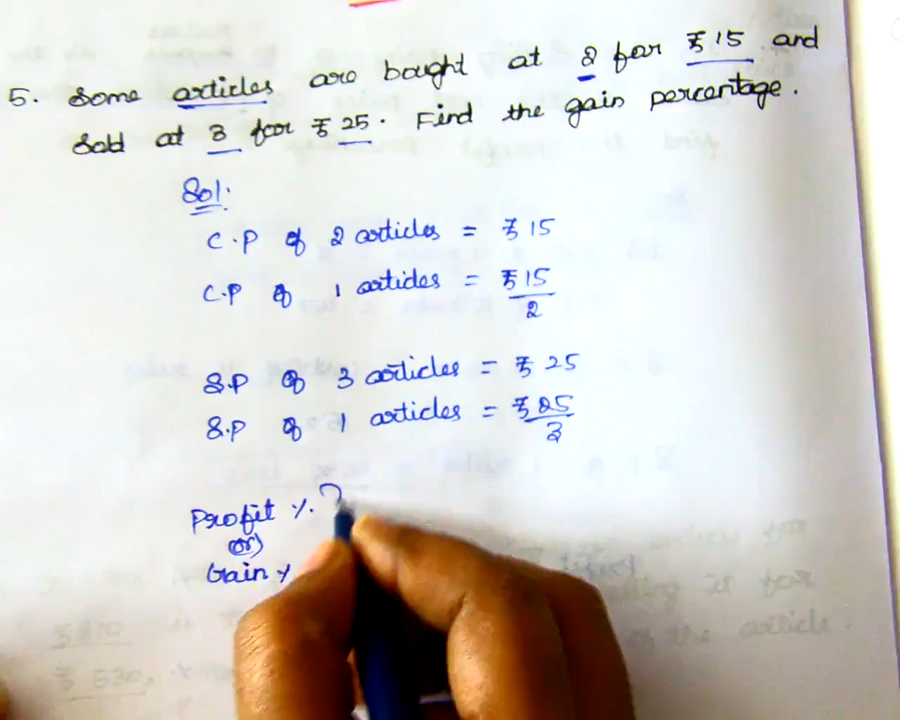 5. Some articles are bought at 2 for ₹15 and
Sold at 3 for ₹25. Find the gain percentage.
Sol:
C.P of 2 articles = ₹15
C.P of 1 articles = ₹15/2
S.P of 3 articles = ₹25
S.P of 1 articles = ₹25/3
Profit %
(or)
Gain %